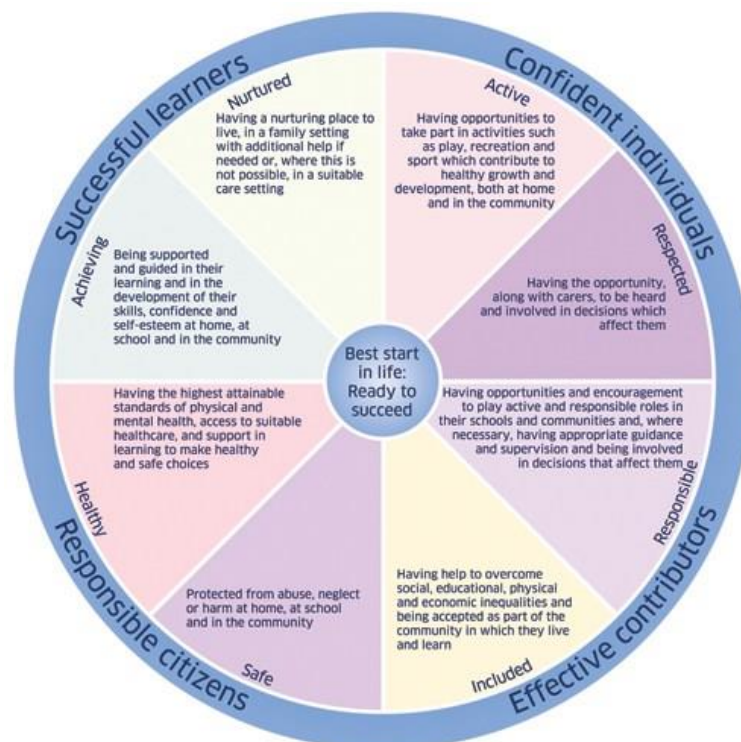 Successful learners
Confident individuals
Nurtured
Having a nurturing place to
live, in a family setting
with additional help if
needed or, where this is
not possible, in a suitable
care setting
Active
Having opportunities to
take part in activities such
as play, recreation and
sport which contribute to
healthy growth and
development, both at home
and in the community
Achieving
Being supported
and guided in their
learning and in the
development of their
skills, confidence and
self-esteem at home, at
school and in the community
Respected
Having the opportunity,
along with carers, to be heard
and involved in decisions which
affect them
Best start
in life:
Ready to
succeed
Having the highest attainable
standards of physical and
mental health, access to suitable
healthcare, and support in
learning to make healthy
and safe choices
Healthy
Having opportunities and encouragement
to play active and responsible roles in
their schools and communities and, where
necessary, having appropriate guidance
and supervision and being involved
in decisions that affect them
Responsible
Protected from abuse, neglect
or harm at home, at school
and in the community
Safe
Having help to overcome
social, educational, physical
and economic inequalities and
being accepted as part of the
community in which they live
and learn
Included
Responsible citizens
Effective contributors